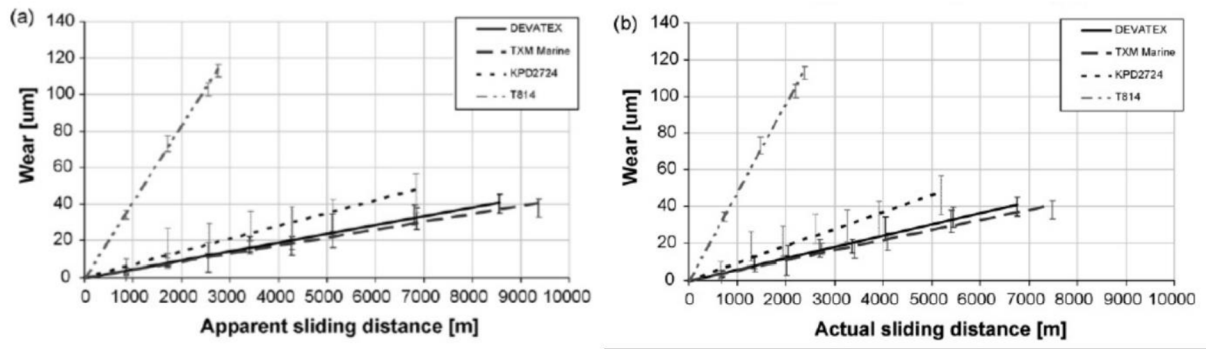 (a)
140
120
100
80
60
40
20
0
Wear [um]
DEVATEX
TXM Marine
KPD2724
T814
0 1000 2000 3000 4000 5000 6000 7000 8000 9000 10000
Apparent sliding distance [m]
(b)
140
120
100
80
60
40
20
0
Wear [um]
DEVATEX
TXM Marine
KPD2724
T814
0 1000 2000 3000 4000 5000 6000 7000 8000 9000 10000
Actual sliding distance [m]